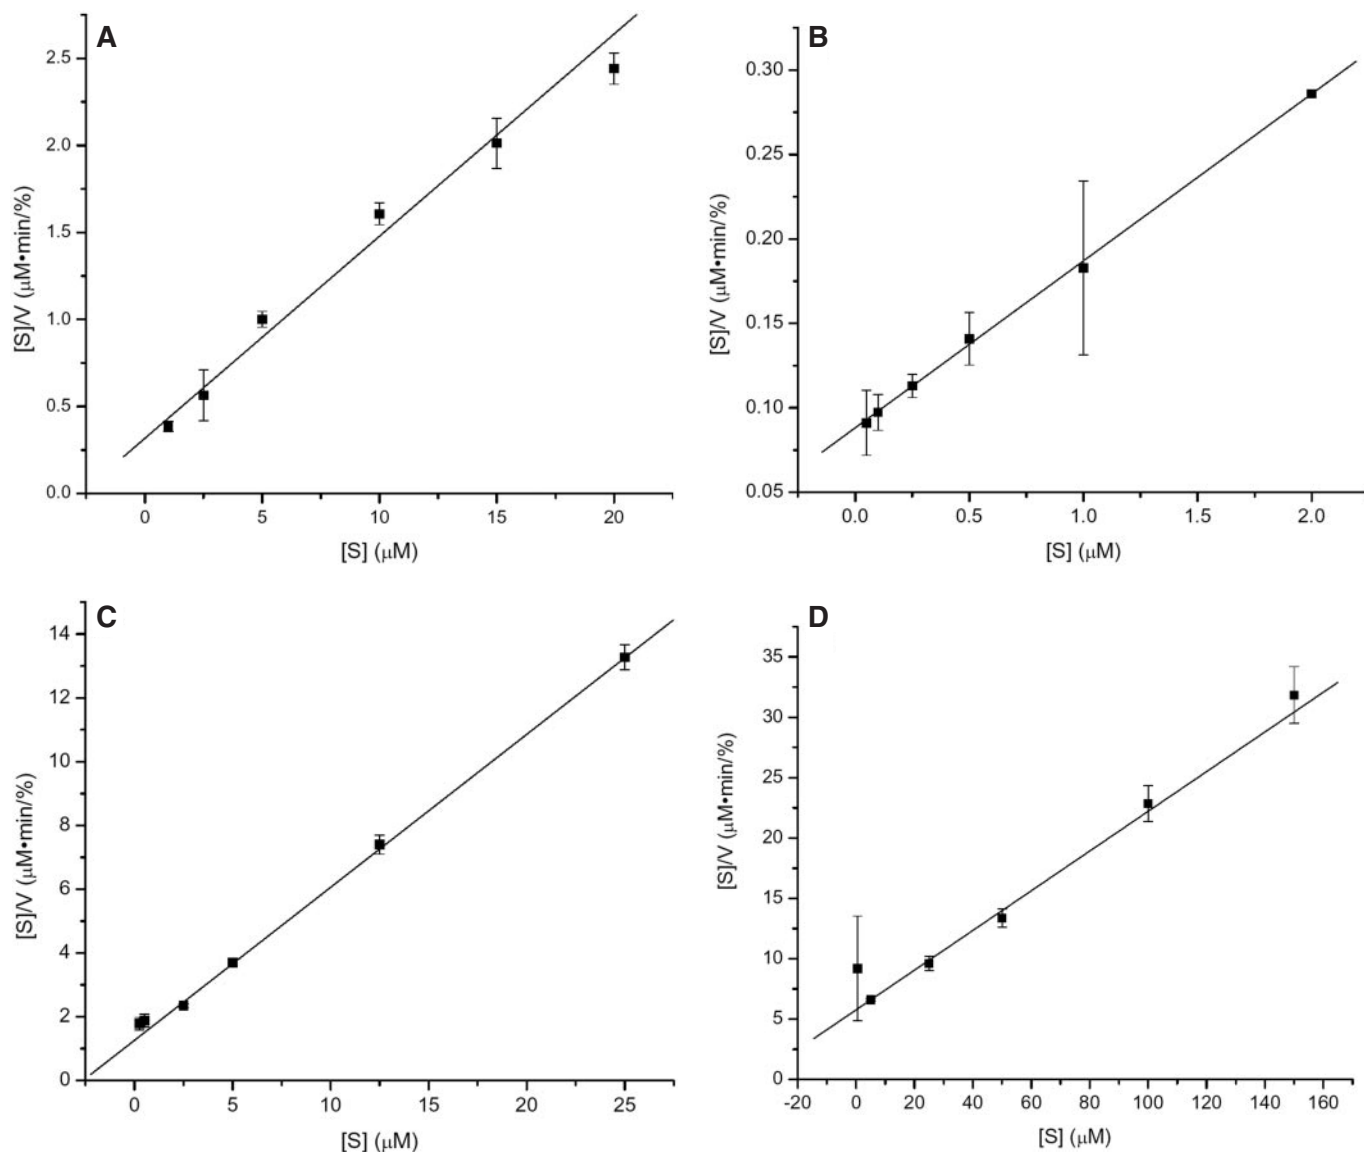 A
2.5
2.0
1.5
1.0
0.5
0.0
[S]/V (μM•min/%)
0 5 10 15 20
[S] (μM)
B
0.30
0.25
0.20
0.15
0.10
0.05
[S]/V (μM•min/%)
0.0 0.5 1.0 1.5 2.0
[S] (μM)
C
14
12
10
8
6
4
2
0
[S]/V (μM•min/%)
0 5 10 15 20 25
[S] (μM)
D
35
30
25
20
15
10
5
0
[S]/V (μM•min/%)
-20 0 20 40 60 80 100 120 140 160
[S] (μM)